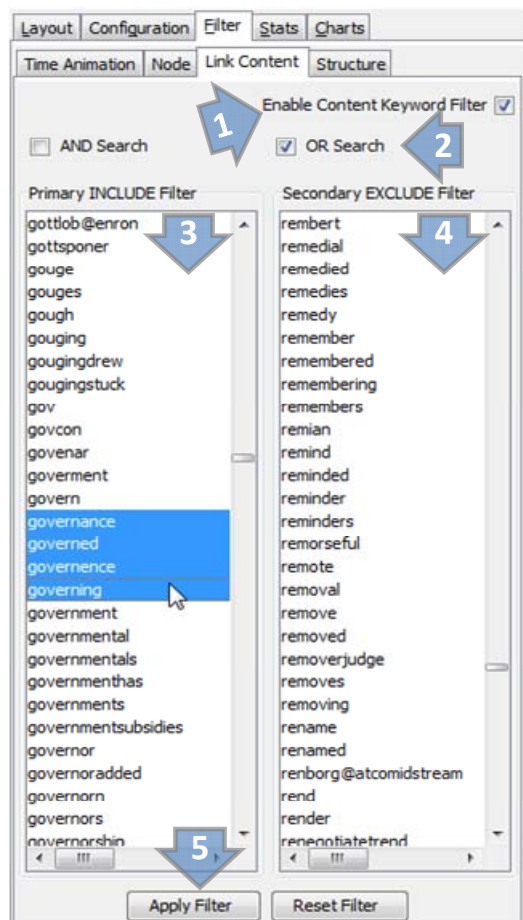 Layout Configuration Filter Stats Charts
Time Animation Node Link Content Structure
1 Enable Content Keyword Filter
AND Search OR Search 2
Primary INCLUDE Filter
3
gottlob@enron
gottsponer
gouge
gouges
gough
gouging
gougingdrew
gougingstuck
gov
govcon
govenar
goverment
govern
governance
governed
governence
governing
government
governmental
governmentals
governmenthas
governments
governmentsubsidies
governor
governoradded
governorn
governors
governorship
Secondary EXCLUDE Filter
4
rembert
remedial
remedied
remedies
remedy
remember
remembered
remembering
remembers
remian
remind
reminded
reminder
reminders
remorseful
remote
removal
remove
removed
removerjudge
removes
removing
rename
renamed
renborg@atcomidstream
rend
render
renegotiatetrend
5
Apply Filter Reset Filter